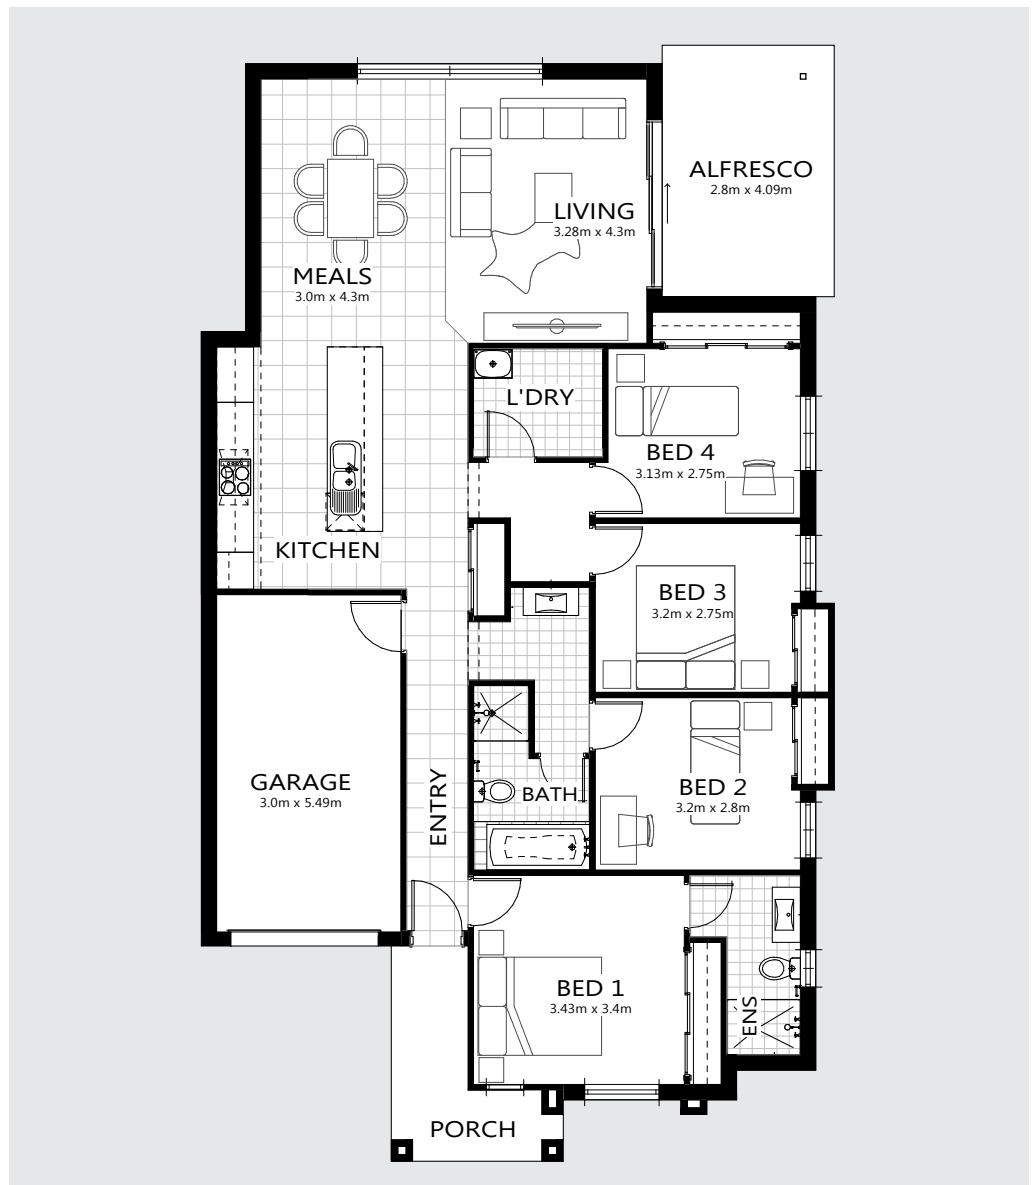 ALFRESCO
2.8m x 4.09m
LIVING
3.28m x 4.3m
MEALS
3.0m x 4.3m
L'DRY
BED 4
3.13m x 2.75m
KITCHEN
BED 3
3.2m x 2.75m
GARAGE
3.0m x 5.49m
ENTRY
BATH
BED 2
3.2m x 2.8m
BED 1
3.43m x 3.4m
ENS
PORCH